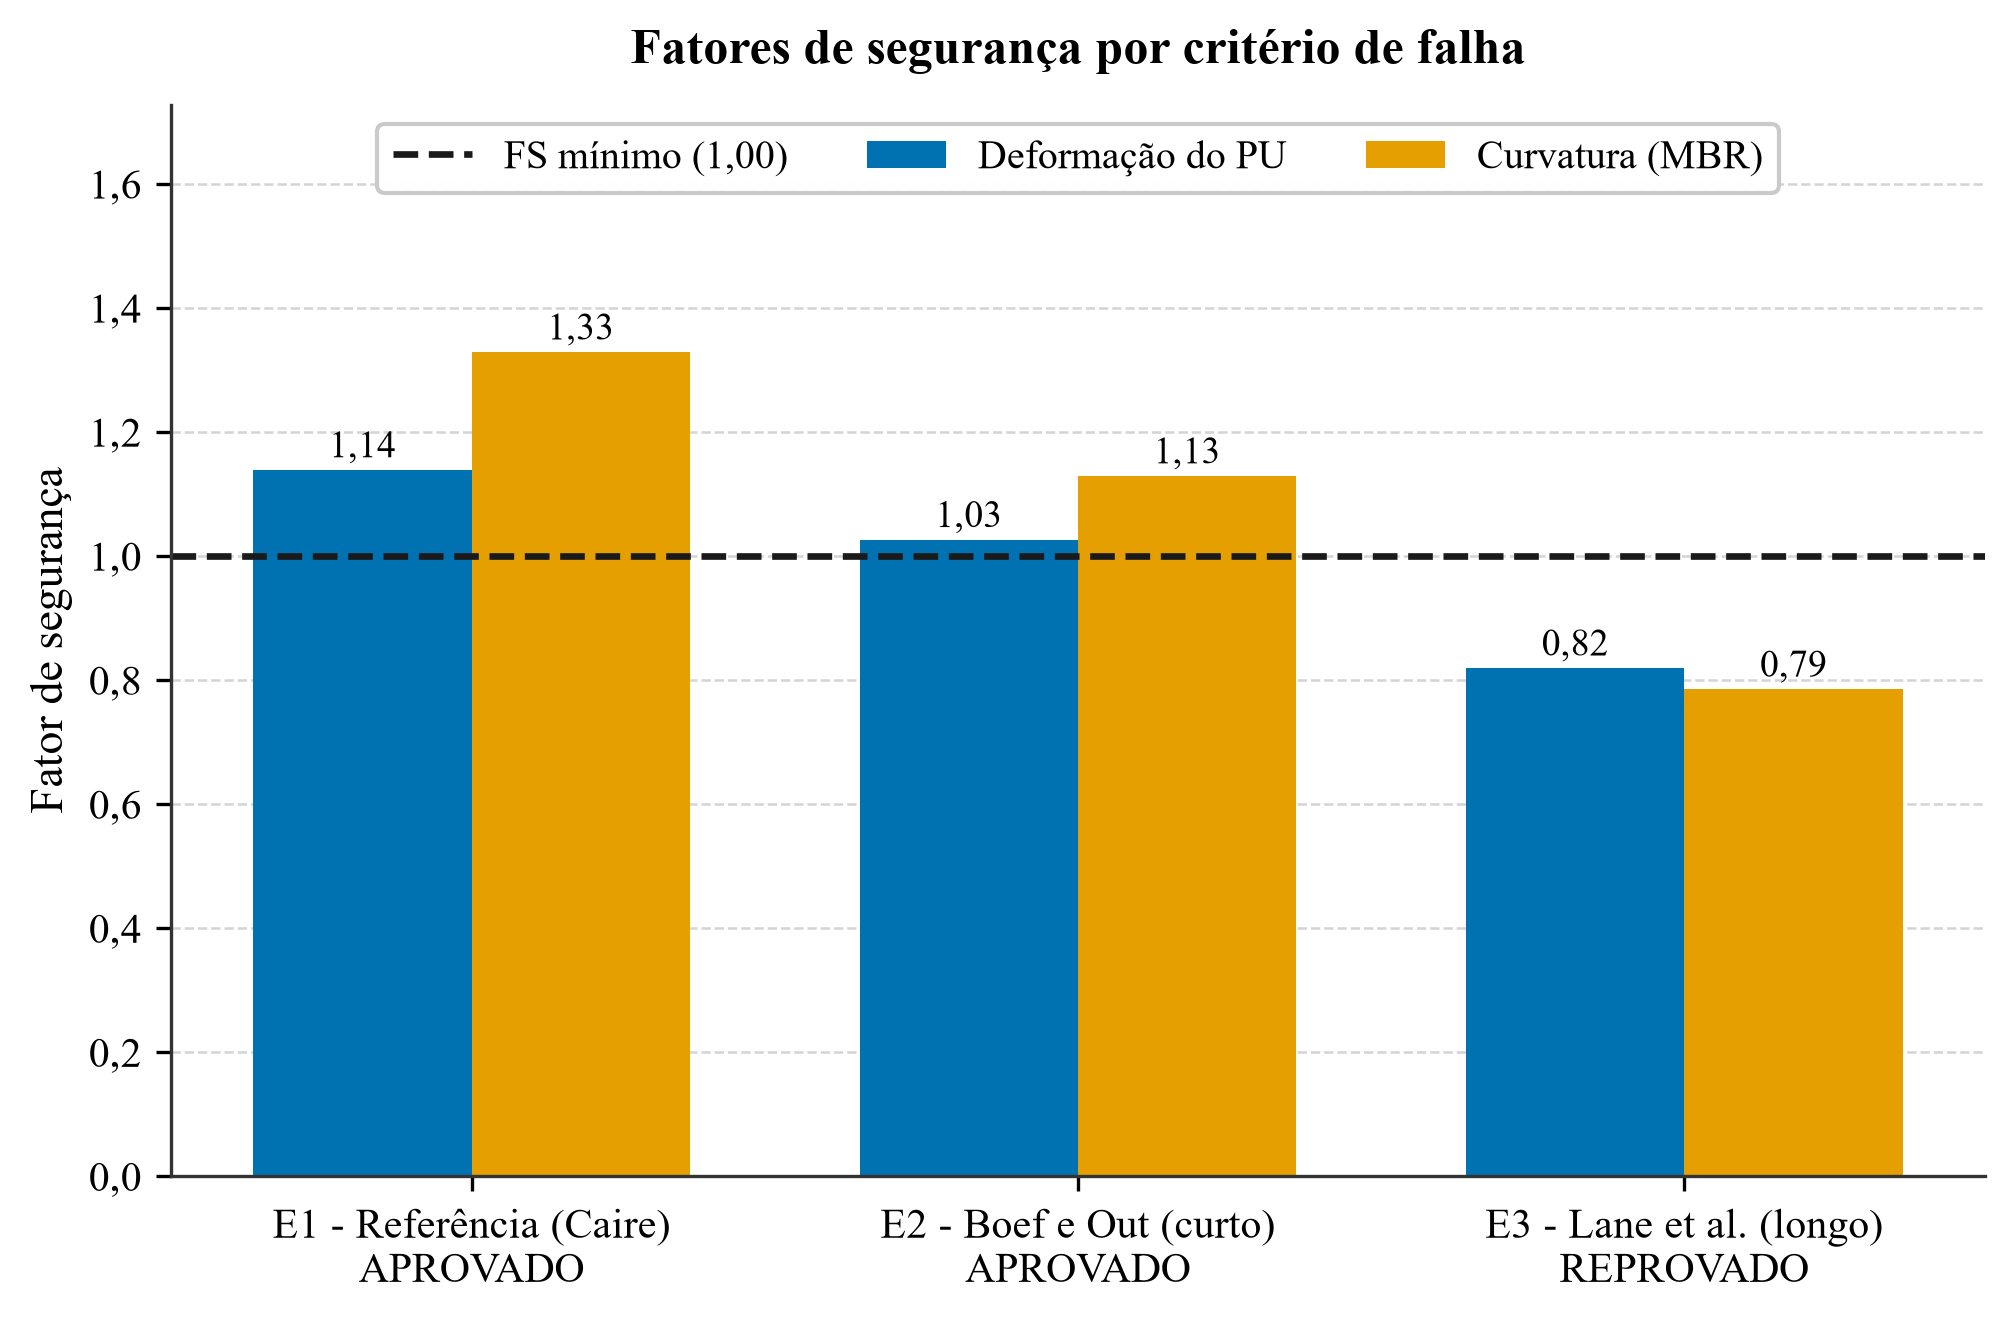 Fatores de segurança por critério de falha
FS mínimo (1,00)
Deformação do PU
Curvatura (MBR)
Fator de segurança
1,6
1,4
1,2
1,0
0,8
0,6
0,4
0,2
0,0
1,14
1,33
1,03
1,13
0,82
0,79
E1 - Referência (Caire)
APROVADO
E2 - Boef e Out (curto)
APROVADO
E3 - Lane et al. (longo)
REPROVADO